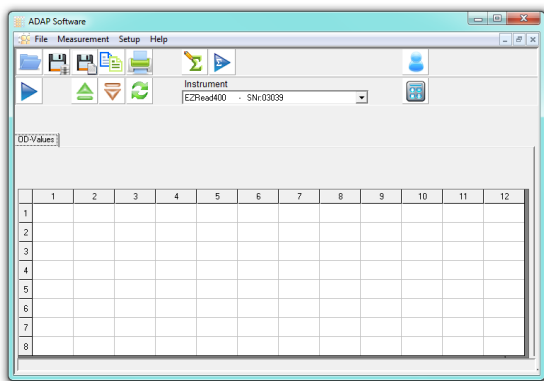 ADAP Software
File Measurement Setup Help
Instrument
EZRead400 - SNr:03039
OD-Values
1 2 3 4 5 6 7 8 9 10 11 12
1
2
3
4
5
6
7
8